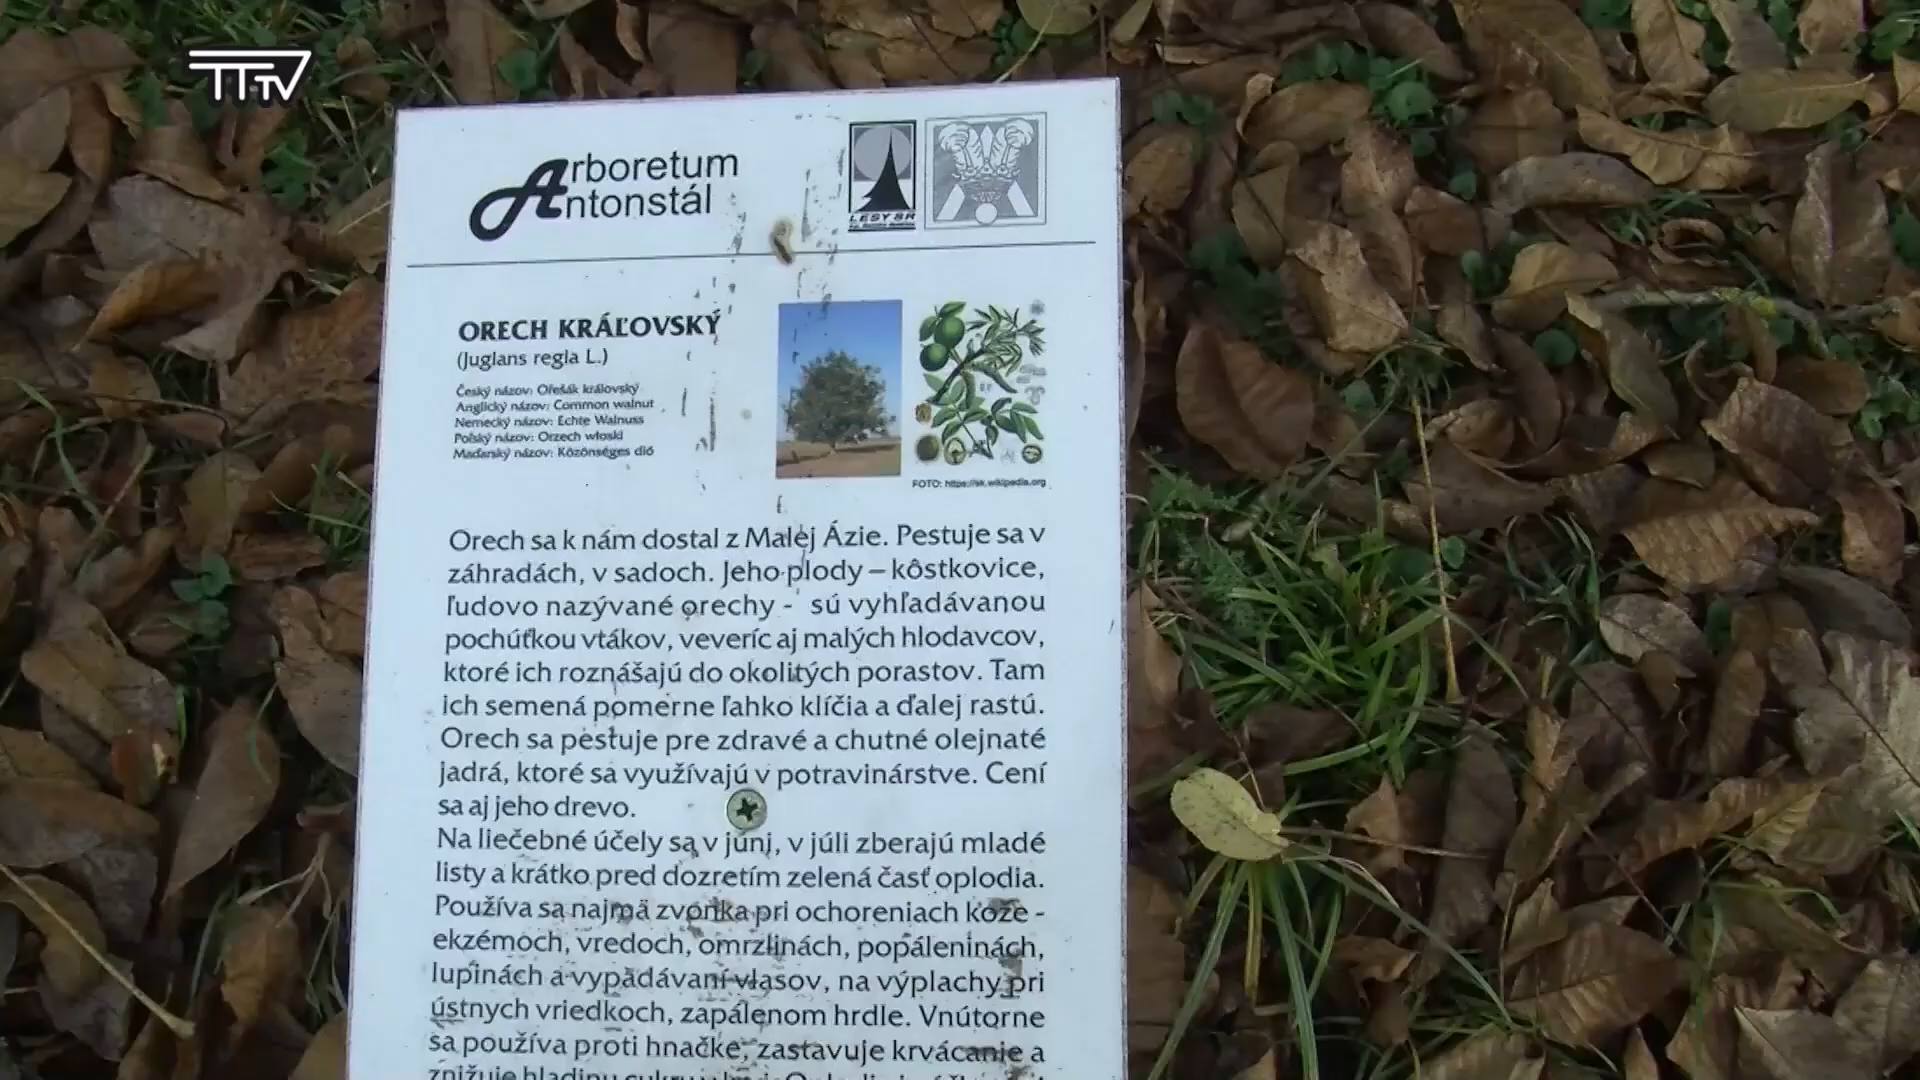 TTTV
Arboretum
Antonstál
LESY SR
ORECH KRÁĽOVSKÝ
(Juglans regia L.)
Český názov: Ořešák královský
Anglický názov: Common walnut
Nemecký názov: Echte Walnuss
Poľský názov: Orzech włoski
Maďarský názov: Közönséges dió
FOTO: https://sk.wikipedia.org
Orech sa k nám dostal z Malej Ázie. Pestuje sa v
záhradách, v sadoch. Jeho plody – kôstkovice,
ľudovo nazývané orechy - sú vyhľadávanou
pochúťkou vtákov, veveríc aj malých hlodavcov,
ktoré ich roznášajú do okolitých porastov. Tam
ich semená pomerne ľahko klíčia a ďalej rastú.
Orech sa pestuje pre zdravé a chutné olejnaté
jadrá, ktoré sa využívajú v potravinárstve. Cení
sa aj jeho drevo.
Na liečebné účely sa v júni, v júli zberajú mladé
listy a krátko pred dozretím zelená časť oplodia.
Používa sa najmä zvonka pri ochoreniach kože -
ekzémoch, vredoch, omrzlinách, popáleninách,
lupinách a vypadávaní vlasov, na výplachy pri
ústnych vriedkoch, zapálenom hrdle. Vnútorne
sa používa proti hnačke, zastavuje krvácanie a
znižuje hladinu cukru v